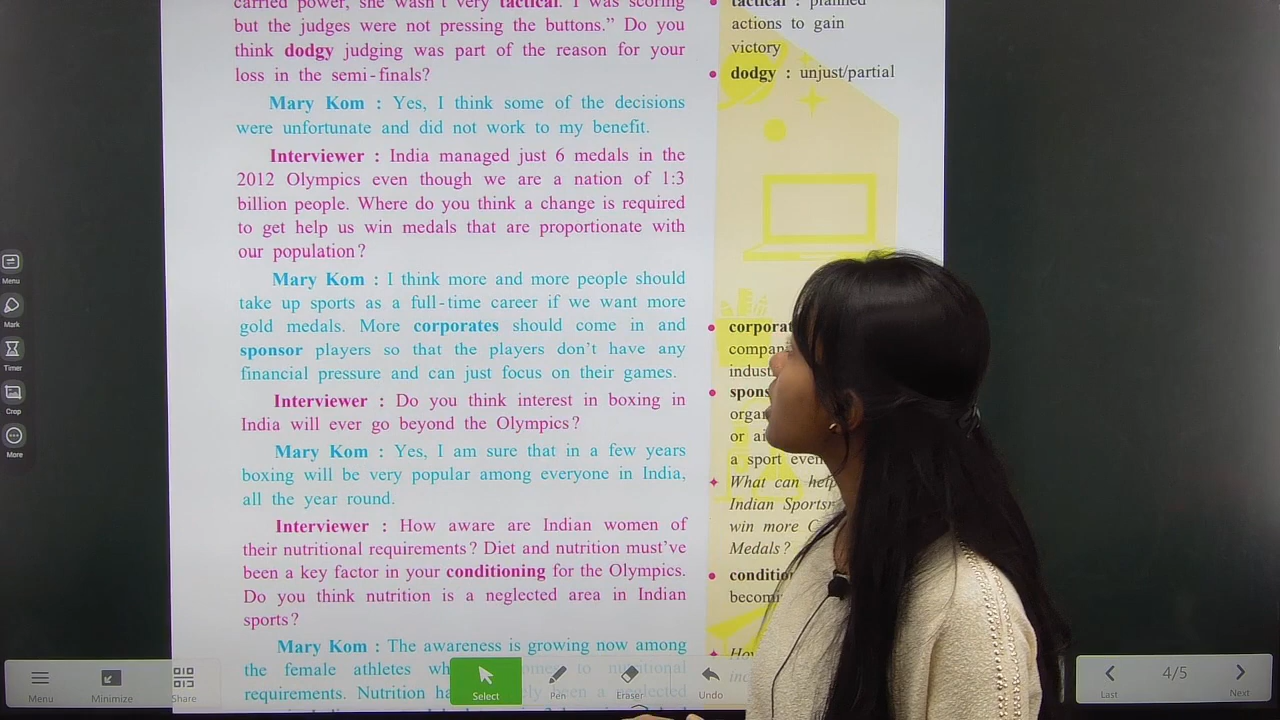 carried power, she wasn't very tactical. I was scoring
but the judges were not pressing the buttons.” Do you
think dodgy judging was part of the reason for your
loss in the semi-finals?
Mary Kom : Yes, I think some of the decisions
were unfortunate and did not work to my benefit.
Interviewer : India managed just 6 medals in the
2012 Olympics even though we are a nation of 1:3
billion people. Where do you think a change is required
to get help us win medals that are proportionate with
our population?
Mary Kom : I think more and more people should
take up sports as a full-time career if we want more
gold medals. More corporates should come in and
sponsor players so that the players don't have any
financial pressure and can just focus on their games.
Interviewer : Do you think interest in boxing in
India will ever go beyond the Olympics?
Mary Kom : Yes, I am sure that in a few years
boxing will be very popular among everyone in India,
all the year round.
Interviewer : How aware are Indian women of
their nutritional requirements? Diet and nutrition must've
been a key factor in your conditioning for the Olympics.
Do you think nutrition is a neglected area in Indian
sports?
Mary Kom : The awareness is growing now among
the female athletes to nutritional
requirements. Nutrition a neglected
tactical : planned
actions to gain
victory
dodgy : unjust/partial
What can help
Indian
win more
Medals?
Menu
Mark
Timer
Crop
More
Menu
Minimize
Share
Select
Pen
Eraser
Undo
Last
4/5
Next